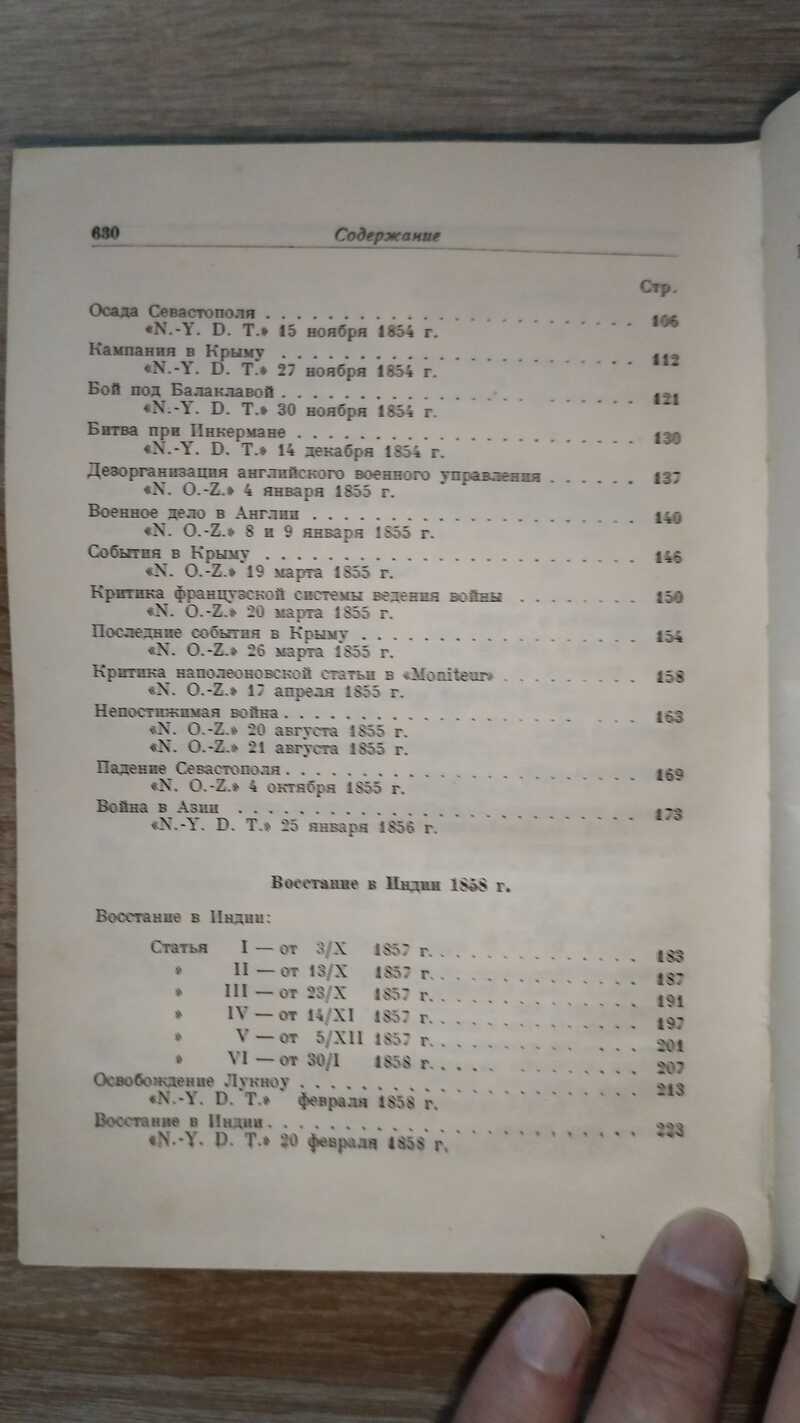 630 Содержание
Стр.
Осада Севастополя . . . . . . . . . . . . . . . . . . . . . . . . . . 106
«N.-Y. D. T.» 15 ноября 1854 г.
Кампания в Крыму . . . . . . . . . . . . . . . . . . . . . . . . . . 112
«N.-Y. D. T.» 27 ноября 1854 г.
Бой под Балаклавой . . . . . . . . . . . . . . . . . . . . . . . . . 121
«N.-Y. D. T.» 30 ноября 1854 г.
Битва при Инкермане . . . . . . . . . . . . . . . . . . . . . . . . 130
«N.-Y. D. T.» 14 декабря 1854 г.
Дезорганизация английского военного управления . . . . . . 137
«N. O.-Z.» 4 января 1855 г.
Военное дело в Англии . . . . . . . . . . . . . . . . . . . . . . . 140
«N. O.-Z.» 8 и 9 января 1855 г.
События в Крыму . . . . . . . . . . . . . . . . . . . . . . . . . . 146
«N. O.-Z.» 19 марта 1855 г.
Критика французской системы ведения войны . . . . . . . . 150
«N. O.-Z.» 20 марта 1855 г.
Последние события в Крыму . . . . . . . . . . . . . . . . . . . 154
«N. O.-Z.» 26 марта 1855 г.
Критика наполеоновской статьи в «Moniteur» . . . . . . . . . 158
«N. O.-Z.» 17 апреля 1855 г.
Непостижимая война . . . . . . . . . . . . . . . . . . . . . . . . 163
«N. O.-Z.» 20 августа 1855 г.
«N. O.-Z.» 21 августа 1855 г.
Падение Севастополя . . . . . . . . . . . . . . . . . . . . . . . . 169
«N. O.-Z.» 4 октября 1855 г.
Война в Азии . . . . . . . . . . . . . . . . . . . . . . . . . . . . 173
«N.-Y. D. T.» 25 января 1856 г.
Восстание в Индии 1858 г.
Восстание в Индии:
Статья I — от 3/X 1857 г. . . . . . . . . . . . . . . . 183
» II — от 13/X 1857 г. . . . . . . . . . . . . . . . 187
» III — от 23/X 1857 г. . . . . . . . . . . . . . . . 191
» IV — от 14/XI 1857 г. . . . . . . . . . . . . . . . 197
» V — от 5/XII 1857 г. . . . . . . . . . . . . . . . 201
» VI — от 30/I 1858 г. . . . . . . . . . . . . . . . 207
Освобождение Лукноу . . . . . . . . . . . . . . . . . . . . . . . 213
«N.-Y. D. T.» февраля 1858 г.
Восстание в Индии . . . . . . . . . . . . . . . . . . . . . . . . . 223
«N.-Y. D. T.» 20 февраля 1858 г.